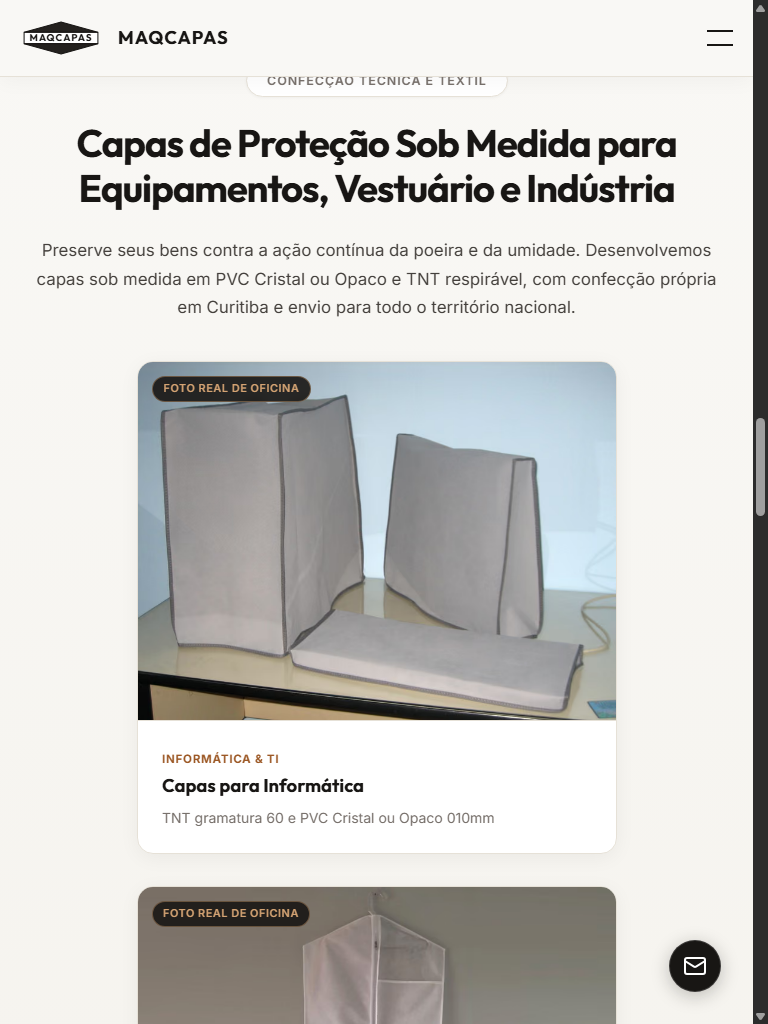 MAQCAPAS MAQCAPAS
CONFECÇÃO TÉCNICA E TÊXTIL
Capas de Proteção Sob Medida para
Equipamentos, Vestuário e Indústria
Preserve seus bens contra a ação contínua da poeira e da umidade. Desenvolvemos
capas sob medida em PVC Cristal ou Opaco e TNT respirável, com confecção própria
em Curitiba e envio para todo o território nacional.
FOTO REAL DE OFICINA
INFORMÁTICA & TI
Capas para Informática
TNT gramatura 60 e PVC Cristal ou Opaco 010mm
FOTO REAL DE OFICINA